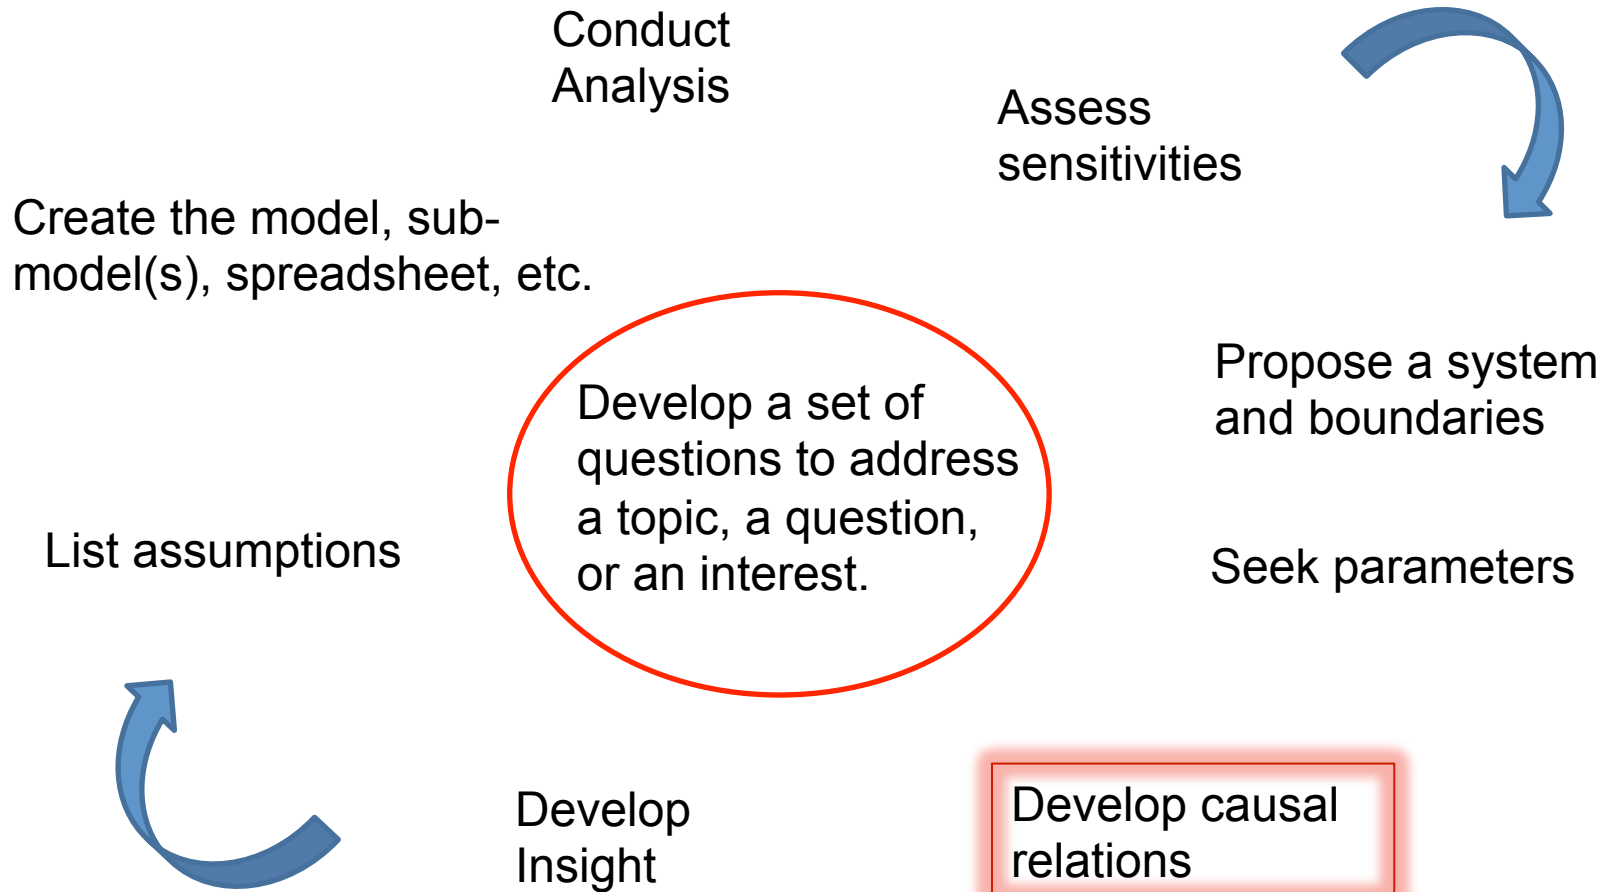 Conduct
Analysis
Assess
sensitivities
Create the model, sub-
model(s), spreadsheet, etc.
Propose a system
and boundaries
Develop a set of
questions to address
a topic, a question,
or an interest.
List assumptions
Seek parameters
Develop
Insight
Develop causal
relations